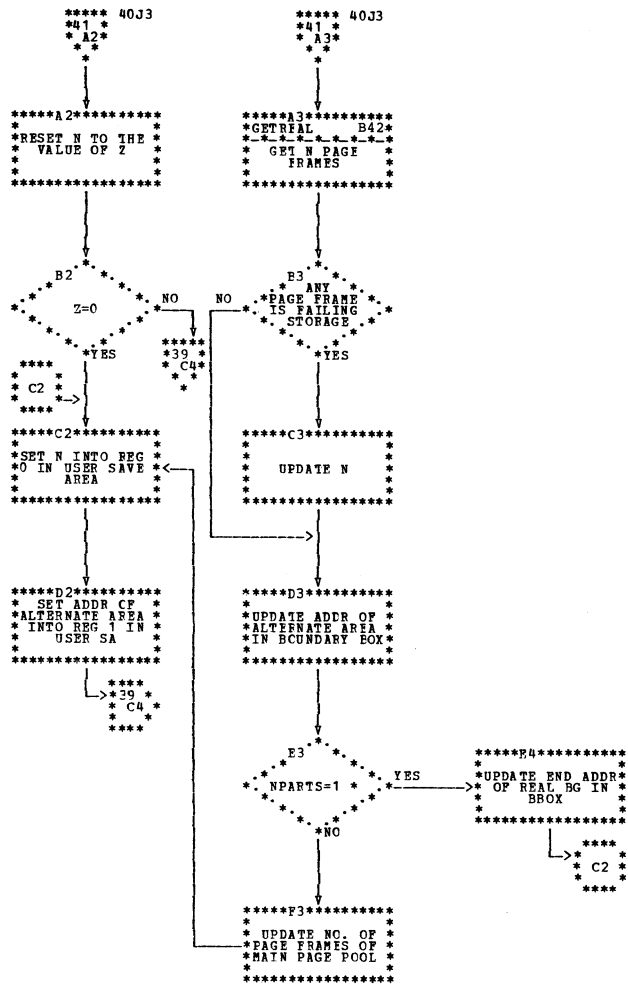 40J3
41
A2
A2
RESET N TO THE
VALUE OF Z
B2
Z=0
NO
YES
39
C4
C2
C2
SET N INTO REG
0 IN USER SAVE
AREA
D2
SET ADDR CF
ALTERNATE AREA
INTO REG 1 IN
USER SA
39
C4
40J3
41
A3
A3
GETREAL B42
GET N PAGE
FRAMES
B3
ANY
PAGE FRAME
IS FAILING
STORAGE
NO
YES
C3
UPDATE N
D3
UPDATE ADDR OF
ALTERNATE AREA
IN BCUNDARY BOX
E3
NPARTS=1
YES
NO
E4
UPDATE END ADDR
OF REAL BG IN
BBOX
C2
F3
UPDATE NO. OF
PAGE FRAMES OF
MAIN PAGE POOL